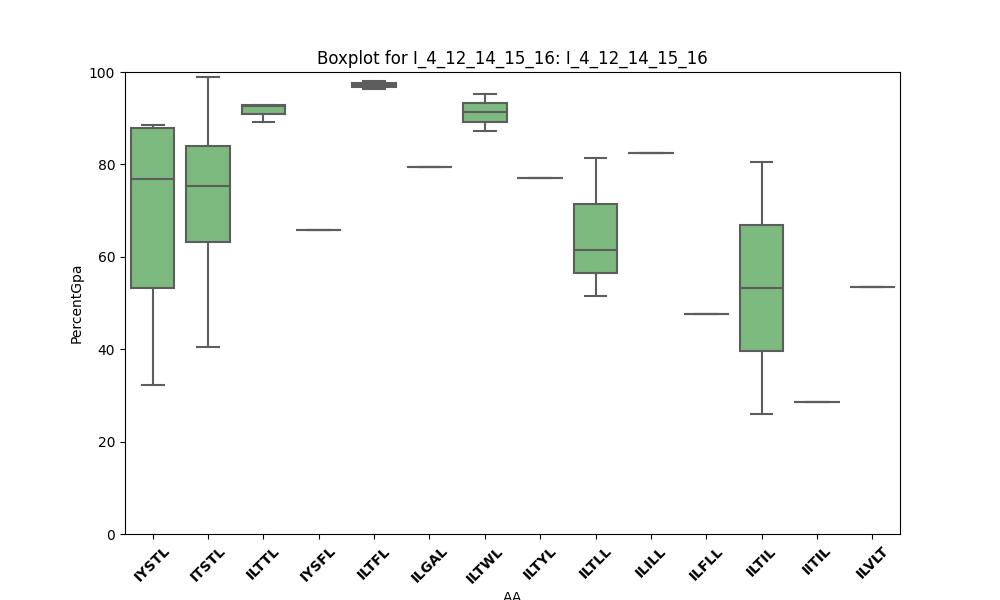 Boxplot for I_4_12_14_15_16: I_4_12_14_15_16
100
80
60
40
20
0
PercentGpa
IYSTL
ITSTL
ILTTL
IYSFL
ILTFL
ILGAL
ILTWL
ILTYL
ILTLL
ILILL
ILFLL
ILTIL
IITIL
ILVLT
AA